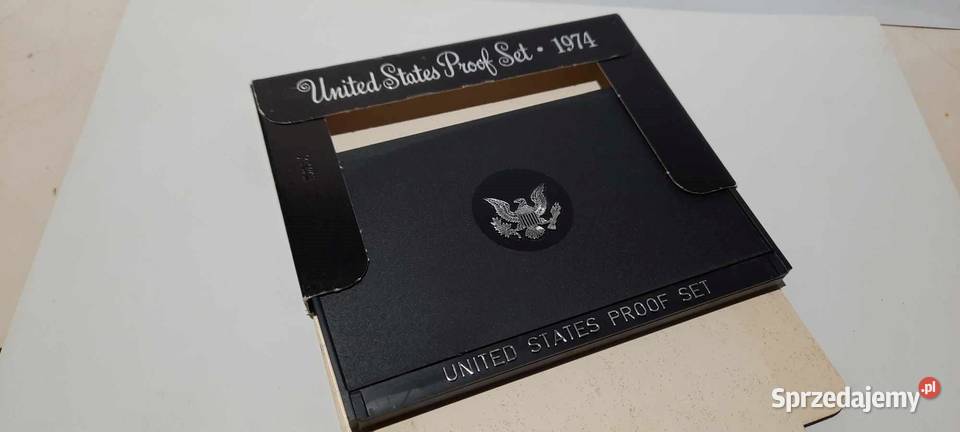 United States Proof Set • 1974
UNITED STATES PROOF SET
Sprzedajemy.pl